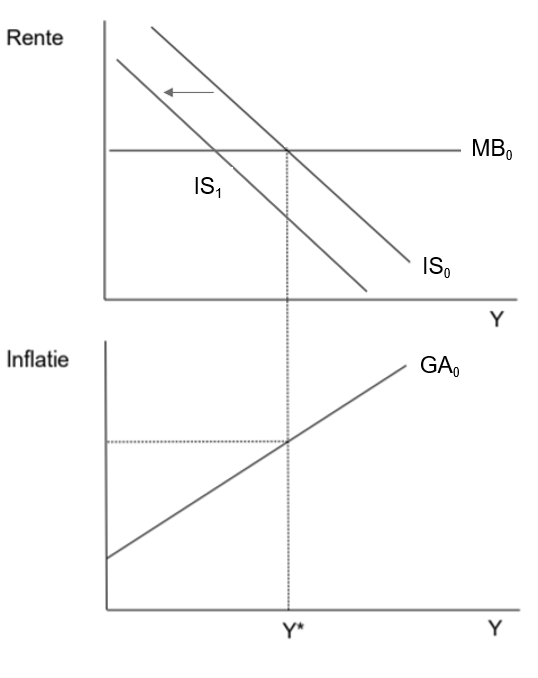 Rente
MB₀
IS₁
IS₀
Y
Inflatie
GA₀
Y*
Y